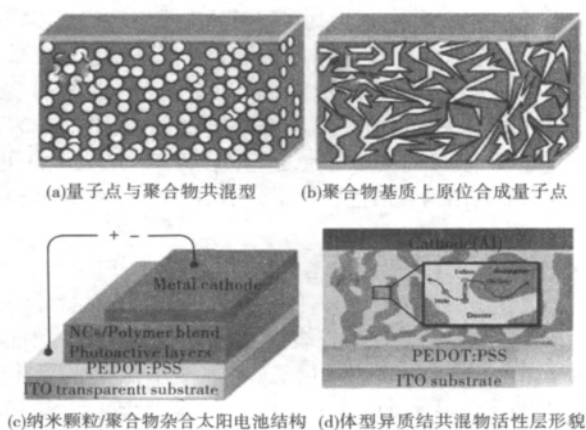 (a)量子点与聚合物共混型
(b)聚合物基质上原位合成量子点
+ −
Metal cathode
NCs/Polymer blend
Photoactive layers
PEDOT:PSS
ITO transparentt substrate
Cathode(Al)
Donor
PEDOT:PSS
ITO substrate
(c)纳米颗粒/聚合物杂合太阳电池结构
(d)体型异质结共混物活性层形貌